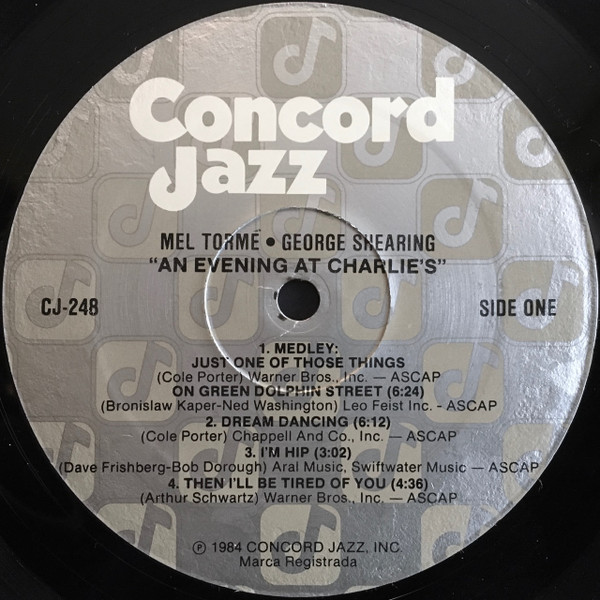 Concord
Jazz
MEL TORMÉ • GEORGE SHEARING
"AN EVENING AT CHARLIE'S"
CJ-248
SIDE ONE
1. MEDLEY:
JUST ONE OF THOSE THINGS
(Cole Porter) Warner Bros., Inc. — ASCAP
ON GREEN DOLPHIN STREET (6:24)
(Bronislaw Kaper-Ned Washington) Leo Feist Inc. - ASCAP
2. DREAM DANCING (6:12)
(Cole Porter) Chappell And Co., Inc. — ASCAP
3. I'M HIP (3:02)
(Dave Frishberg-Bob Dorough) Aral Music, Swiftwater Music — ASCAP
4. THEN I'LL BE TIRED OF YOU (4:36)
(Arthur Schwartz) Warner Bros., Inc. — ASCAP
℗ 1984 CONCORD JAZZ, INC.
Marca Registrada